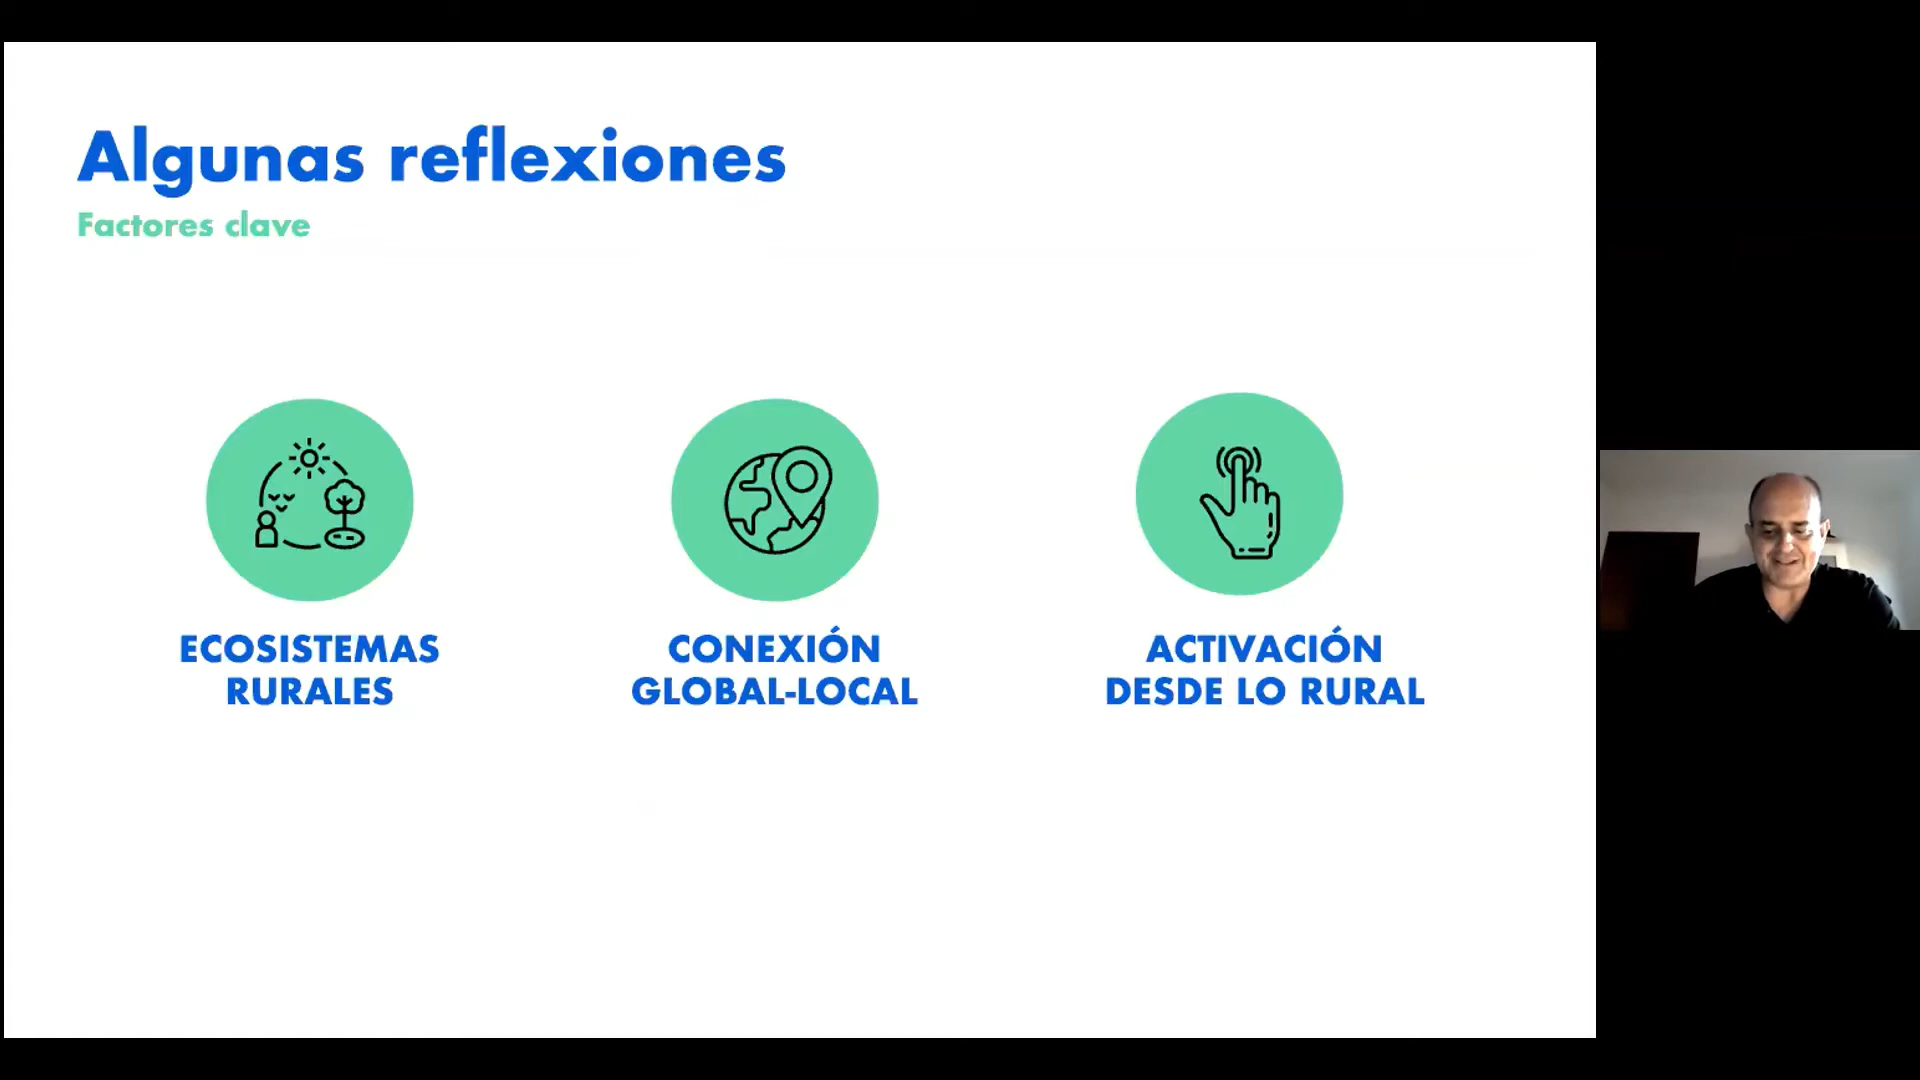 Algunas reflexiones
Factores clave
ECOSISTEMAS
RURALES
CONEXIÓN
GLOBAL-LOCAL
ACTIVACIÓN
DESDE LO RURAL